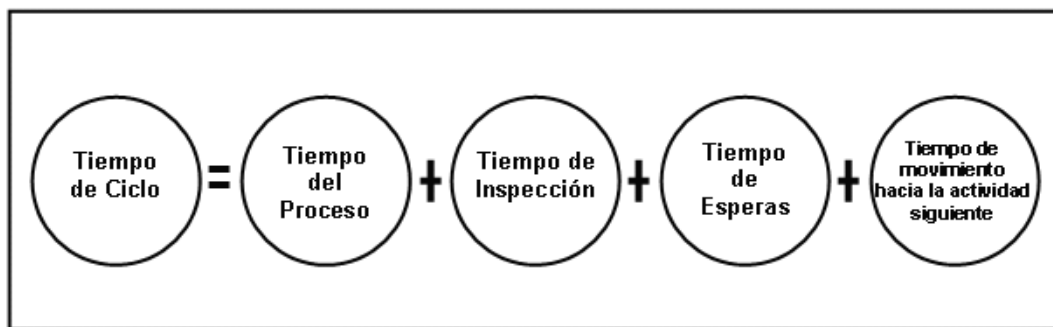 Tiempo
de Ciclo
=
Tiempo
del
Proceso
+
Tiempo de
Inspección
+
Tiempo
de
Esperas
+
Tiempo de
movimiento
hacia la actividad
siguiente